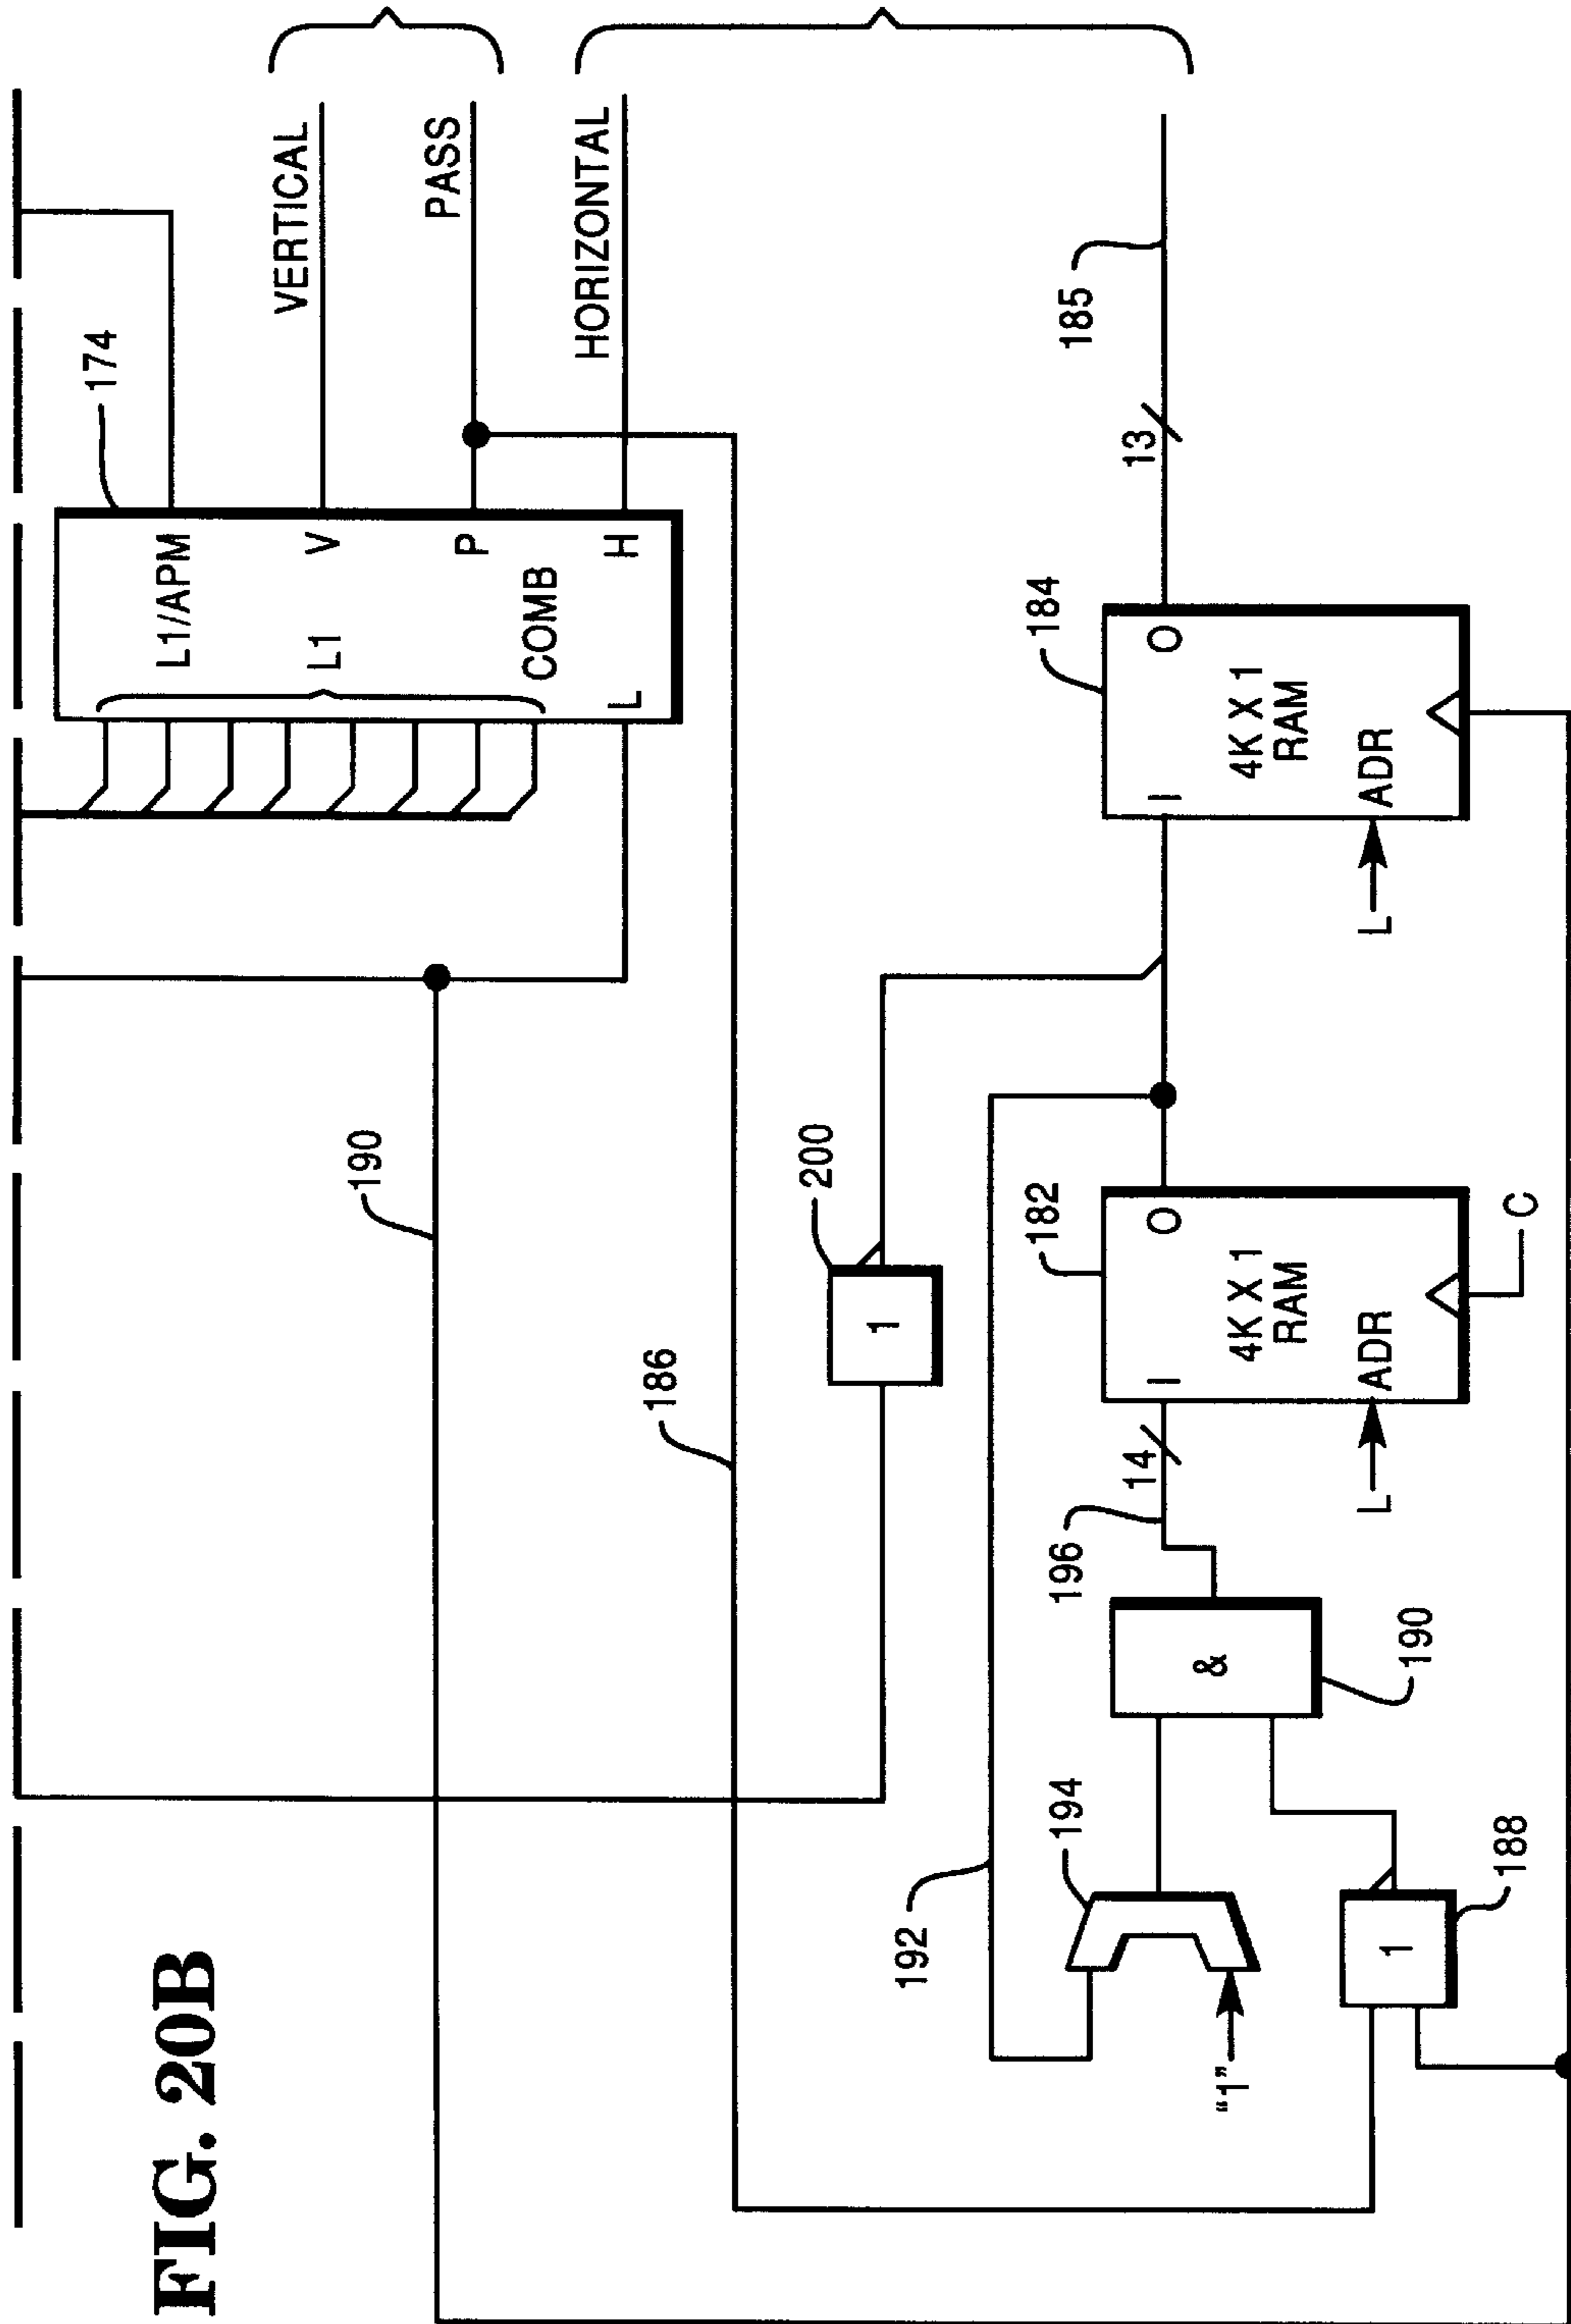 FIG. 20B
174
L1/APM
L1
V
P
COMB
L
H
VERTICAL
PASS
HORIZONTAL
190
186
200
1
192
194
"1"
&
190
188
1
196
14
182
I
O
4K X 1
RAM
ADR
L
C
184
I
O
4K X 1
RAM
ADR
L
13
185